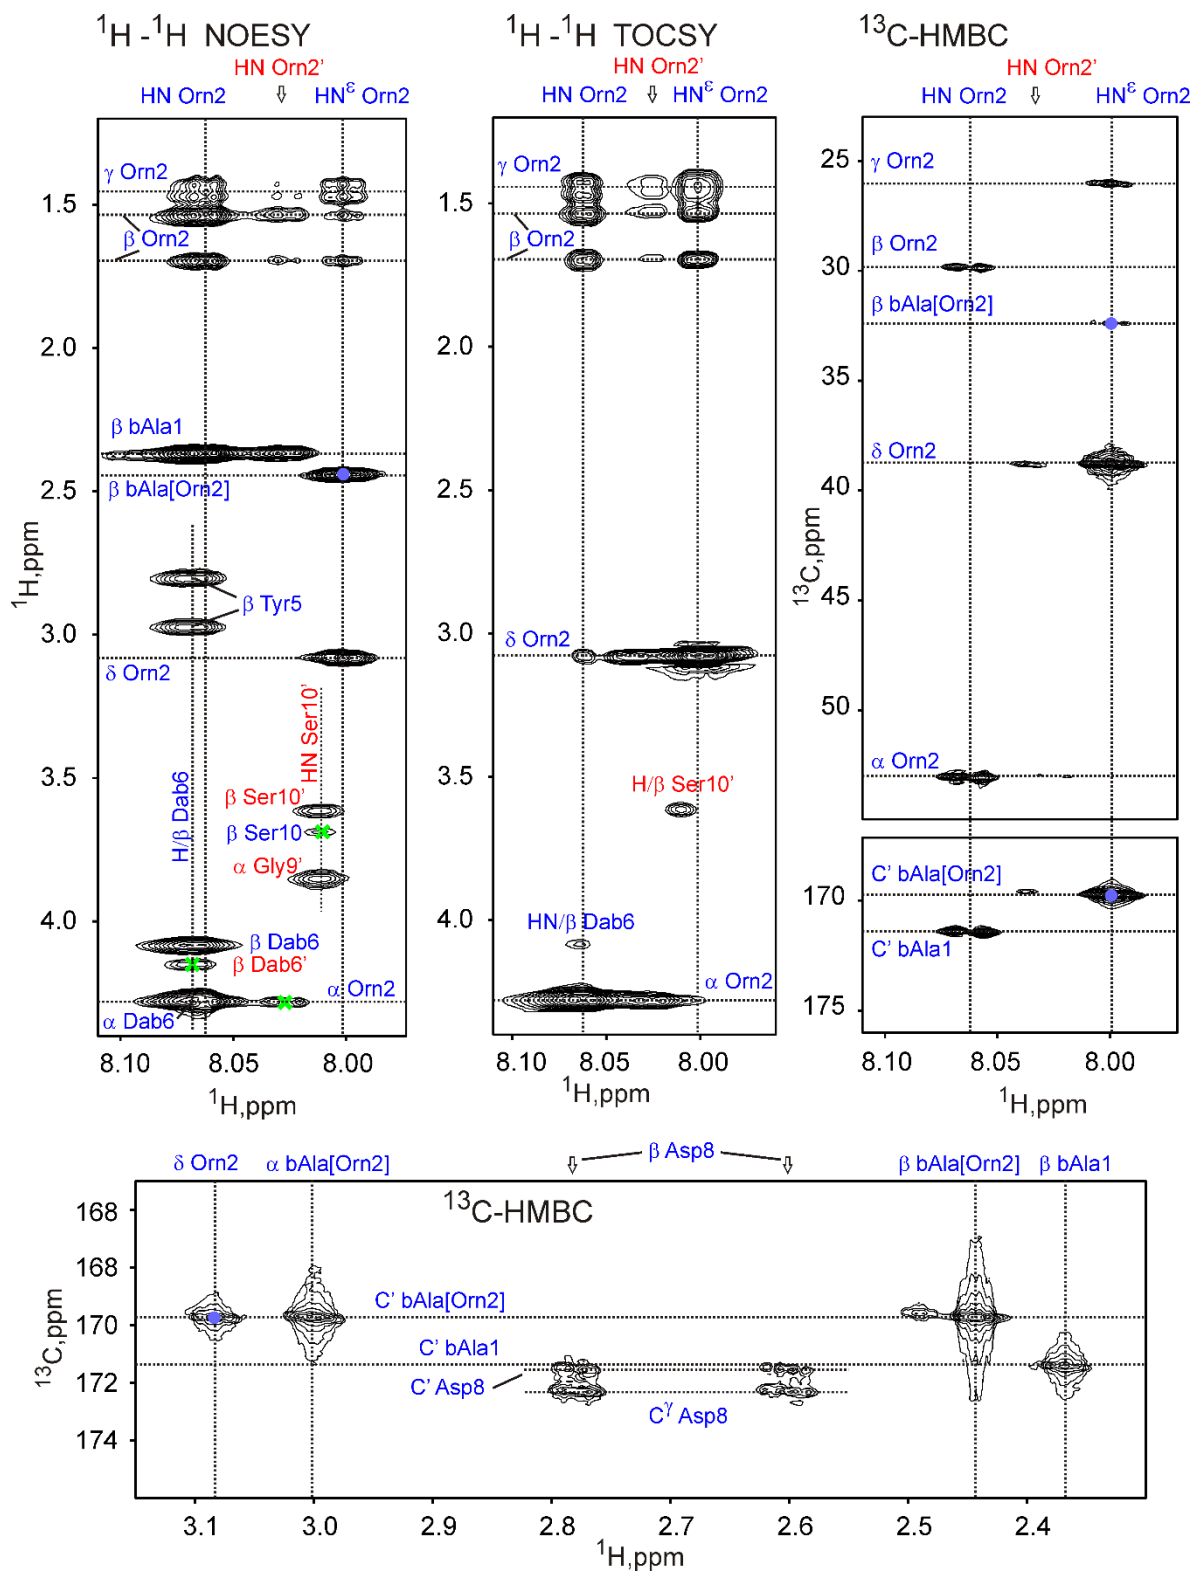 ¹H -¹H NOESY
HN Orn2'
HN Orn2 HNᵋ Orn2
γ Orn2
1.5
β Orn2
2.0
β bAla1
2.5
β bAla[Orn2]
β Tyr5
3.0
δ Orn2
H/β Dab6
HN Ser10'
3.5
β Ser10'
β Ser10
α Gly9'
4.0
β Dab6
β Dab6'
α Orn2
α Dab6
¹H,ppm
8.10 8.05 8.00
¹H,ppm
¹H -¹H TOCSY
HN Orn2'
HN Orn2 HNᵋ Orn2
γ Orn2
1.5
β Orn2
2.0
2.5
3.0
δ Orn2
3.5
H/β Ser10'
4.0
HN/β Dab6
α Orn2
8.10 8.05 8.00
¹H,ppm
¹³C-HMBC
HN Orn2'
HN Orn2 HNᵋ Orn2
25
γ Orn2
β Orn2
30
β bAla[Orn2]
35
δ Orn2
40
45
50
α Orn2
¹³C,ppm
C' bAla[Orn2]
170
C' bAla1
175
8.10 8.05 8.00
¹H,ppm
δ Orn2 α bAla[Orn2] β Asp8 β bAla[Orn2] β bAla1
¹³C-HMBC
168
168
C' bAla[Orn2]
170
C' bAla1
C' Asp8
172
Cᵞ Asp8
174
¹³C,ppm
3.1 3.0 2.9 2.8 2.7 2.6 2.5 2.4
¹H,ppm